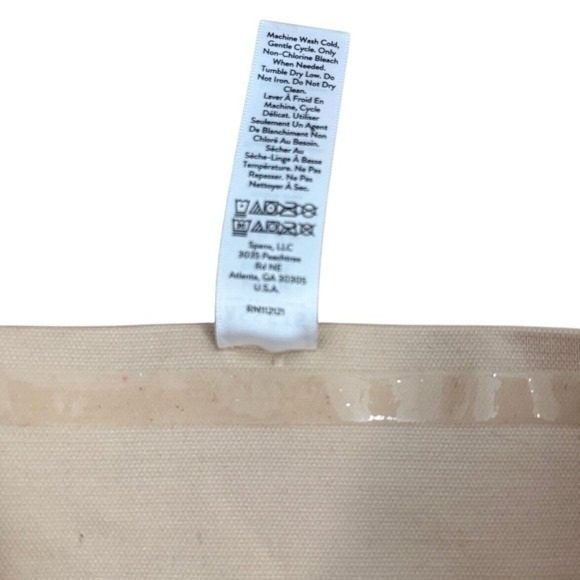 Machine Wash Cold,
Gentle Cycle. Only
Non-Chlorine Bleach
When Needed.
Tumble Dry Low. Do
Not Iron. Do Not Dry
Clean.
Laver À Froid En
Machine, Cycle
Délicat. Utiliser
Seulement Un Agent
De Blanchiment Non
Chloré Au Besoin.
Sécher Au
Sèche-Linge À Basse
Température. Ne Pas
Repasser. Ne Pas
Nettoyer À Sec.
Spanx, LLC
3035 Peachtree
Rd NE
Atlanta, GA 30305
U.S.A.
RN112121